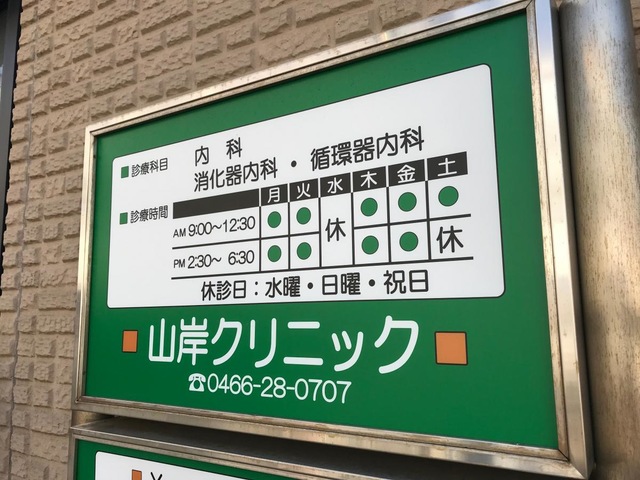 ■診療科目 内科
消化器内科・循環器内科
■診療時間 月 火 水 木 金 土
AM 9:00～12:30 ● ● 休 ● ● ●
PM 2:30～6:30 ● ● ● ● 休
休診日：水曜・日曜・祝日
山岸クリニック
☎0466-28-0707